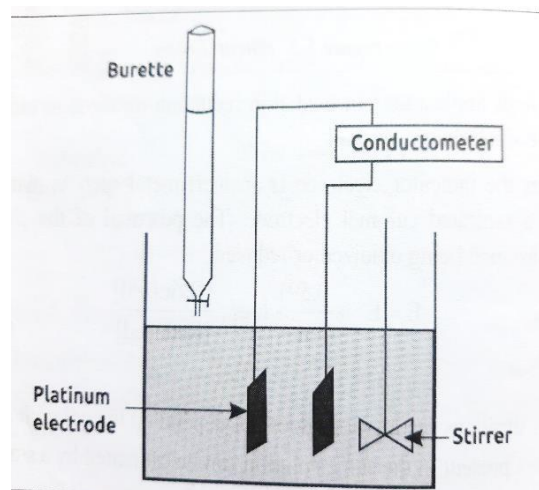 Burette
Conductometer
Platinum
electrode
Stirrer